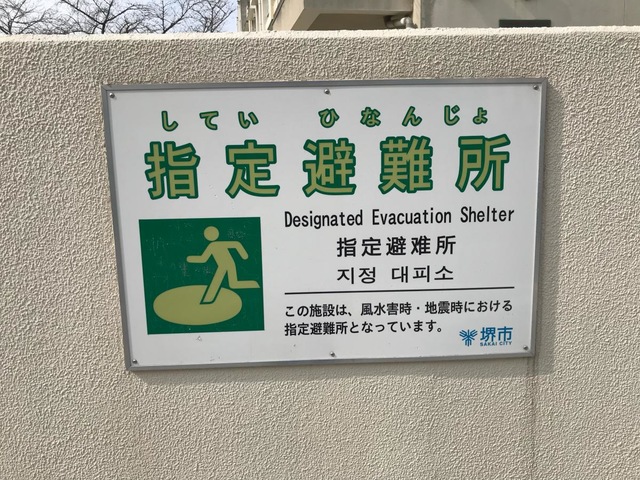 してい ひなんじょ
指定避難所
Designated Evacuation Shelter
指定避难所
지정 대피소
この施設は、風水害時・地震時における
指定避難所となっています。
堺市
SAKAI CITY